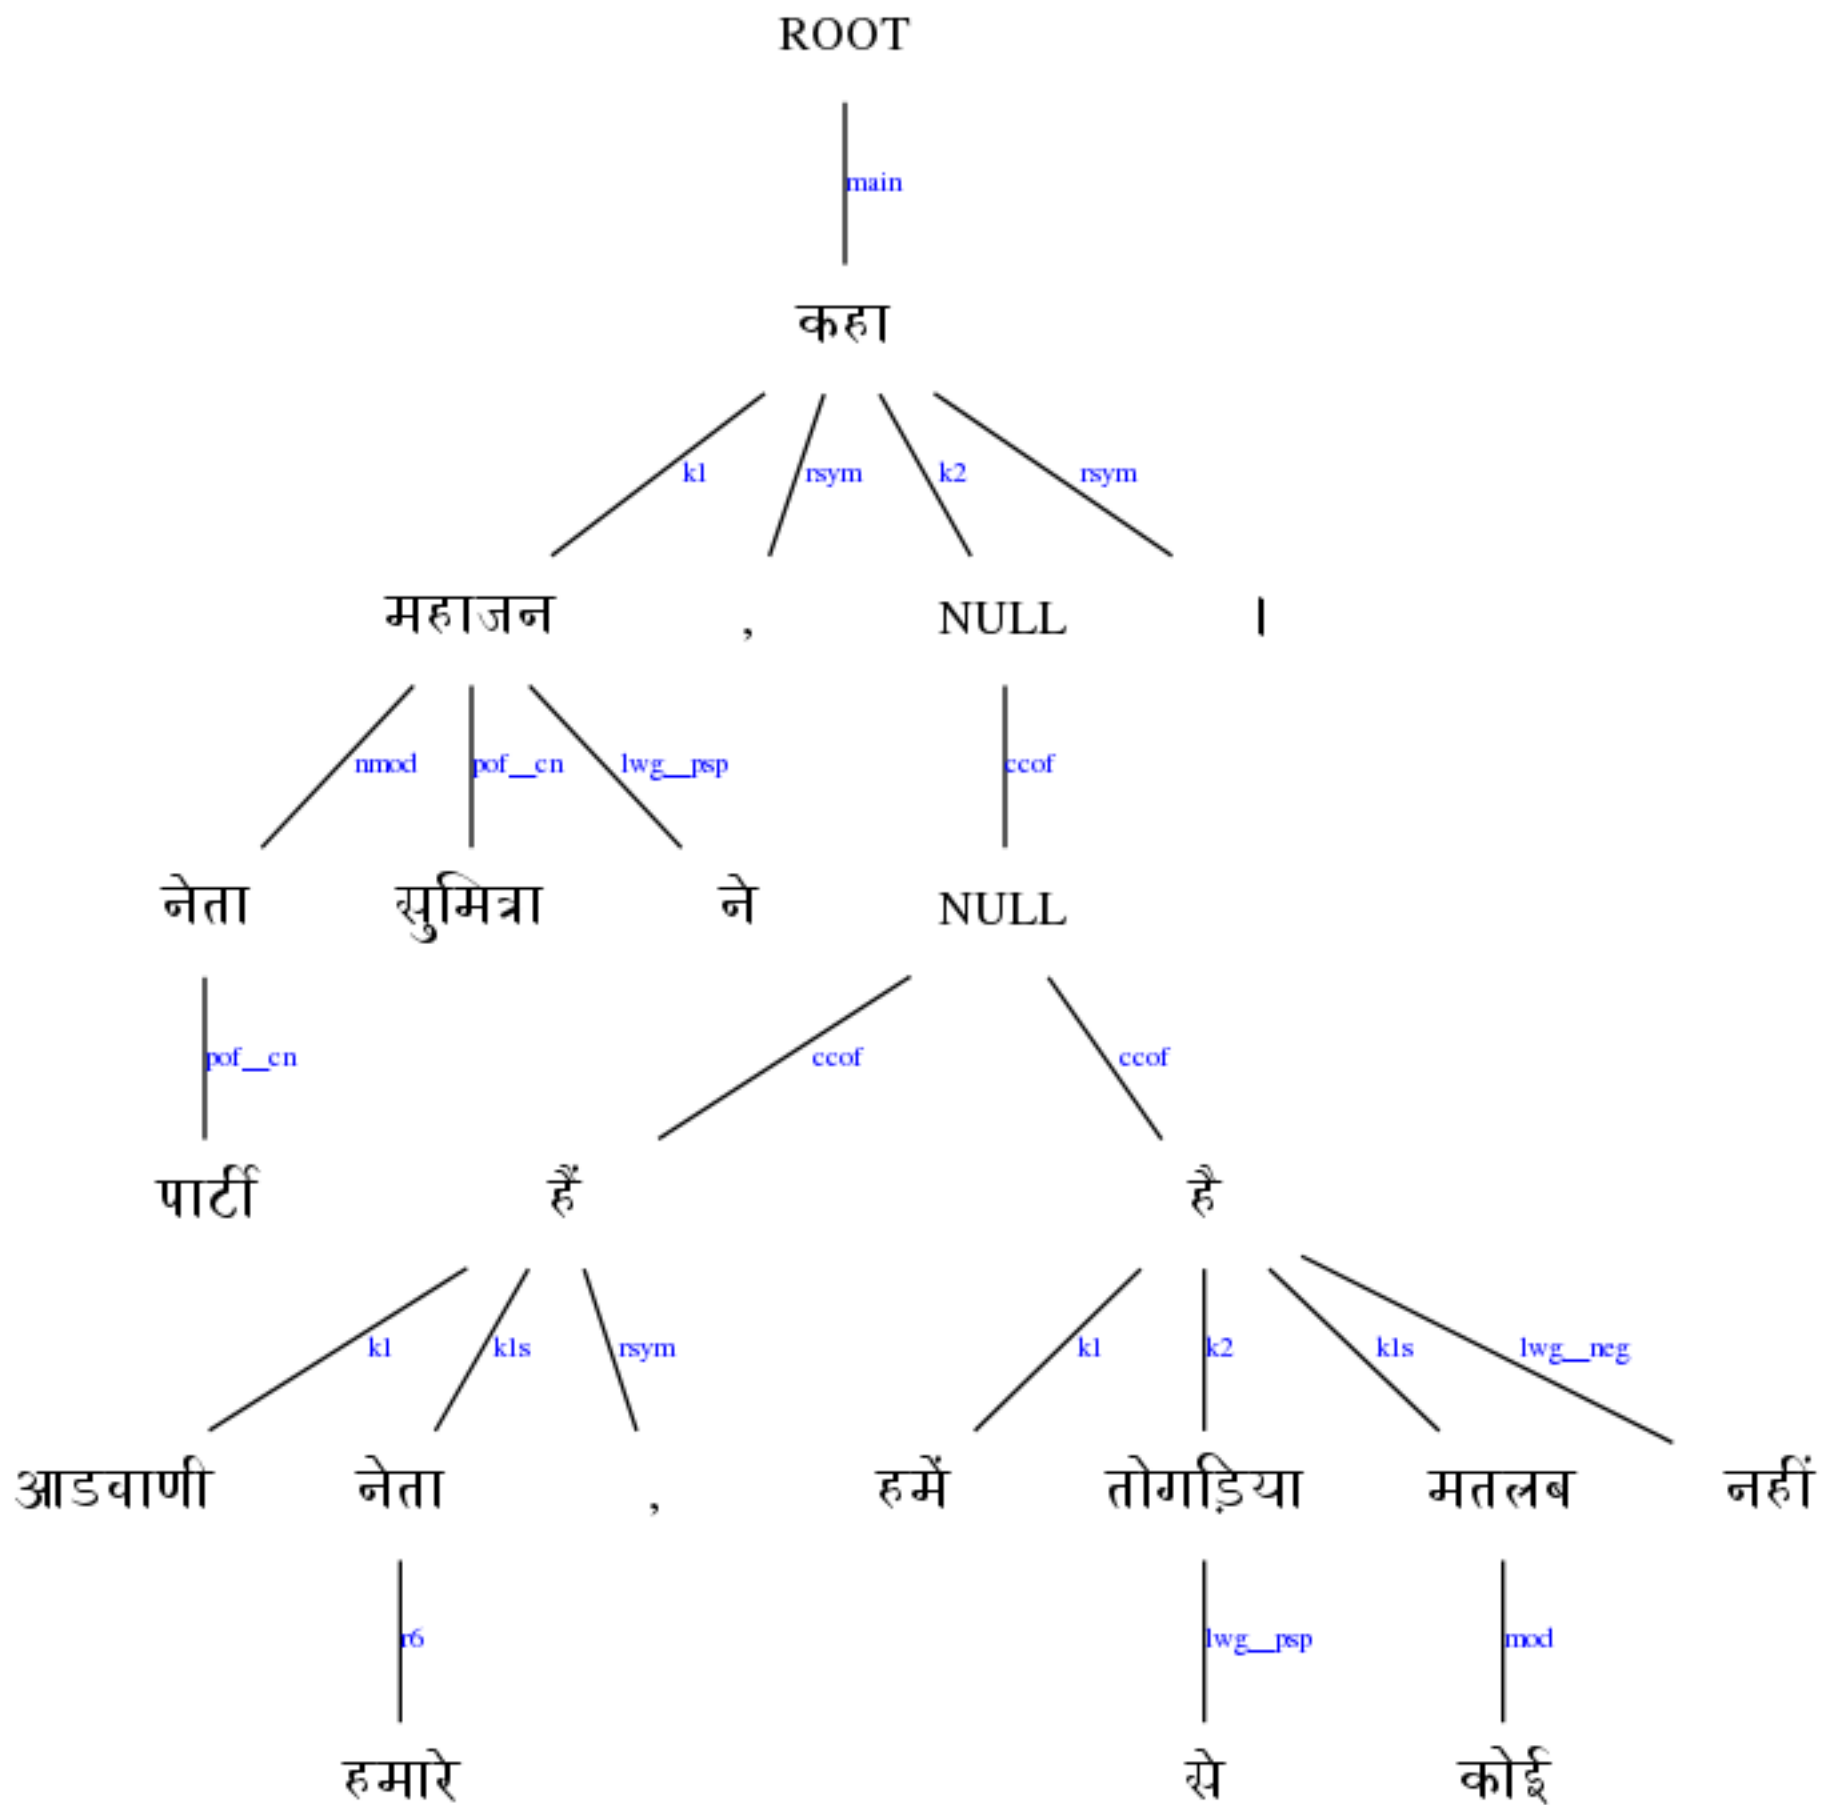 ROOT
main
कहा
k1 rsym k2 rsym
महाजन , NULL ।
nmod pof__cn lwg__psp ccof
नेता सुमित्रा ने NULL
pof__cn ccof ccof
पार्टी हैं है
k1 k1s rsym k1 k2 k1s lwg__neg
आडवाणी नेता , हमें तोगड़िया मतलब नहीं
r6 lwg__psp mod
हमारे से कोई